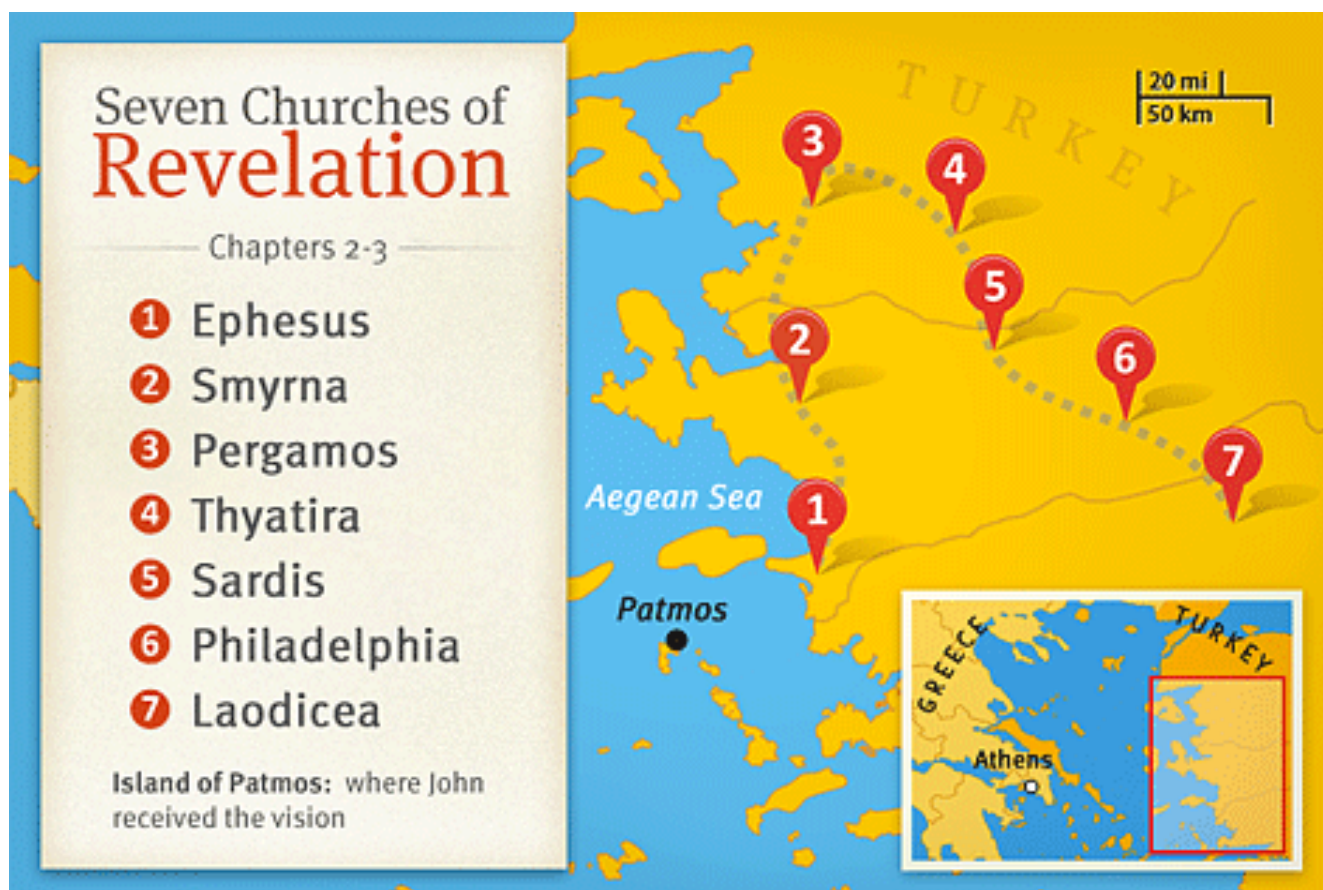 Seven Churches of
Revelation
Chapters 2-3
1 Ephesus
2 Smyrna
3 Pergamos
4 Thyatira
5 Sardis
6 Philadelphia
7 Laodicea
Island of Patmos: where John
received the vision
TURKEY
20 mi
50 km
3
4
5
2
6
7
1
Aegean Sea
Patmos
GREECE
TURKEY
Athens